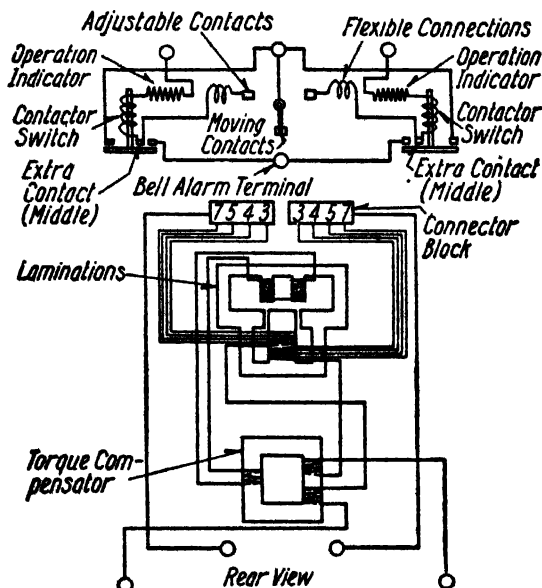 Adjustable Contacts
Flexible Connections
Operation
Indicator
Operation
Indicator
Contactor
Switch
Contactor
Switch
Moving
Contacts
Extra
Contact
(Middle)
Extra Contact
(Middle)
Bell Alarm Terminal
7 5 4 3
3 4 5 7
Connector
Block
Laminations
Torque Com-
pensator
Rear View